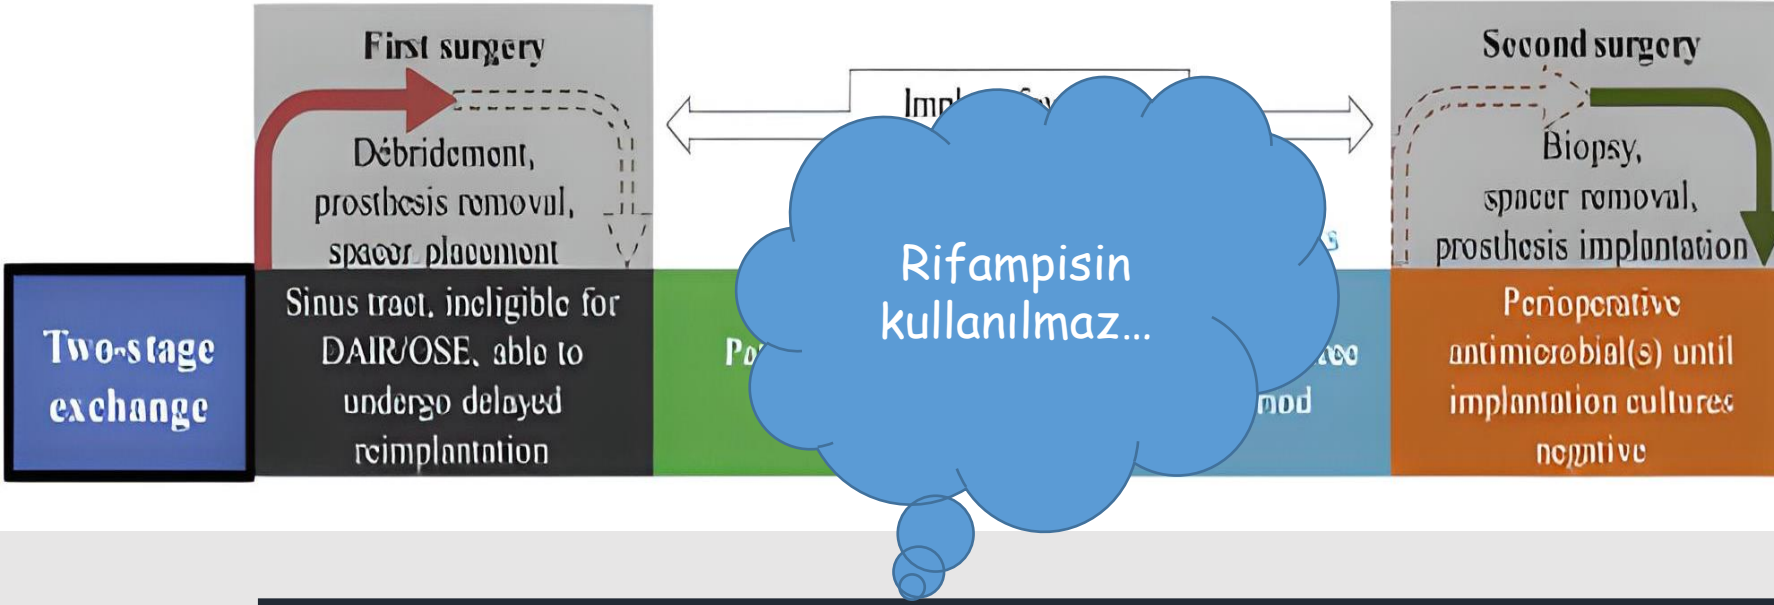 First surgery
Débridement,
prosthesis removal,
spacer placement
Second surgery
Biopsy,
spacer removal,
prosthesis implantation
Rifampisin
kullanılmaz...
Two-stage
exchange
Sinus tract, ineligible for
DAIR/OSE, able to
undergo delayed
reimplantation
Perioperative
antimicrobial(s) until
implantation cultures
negative